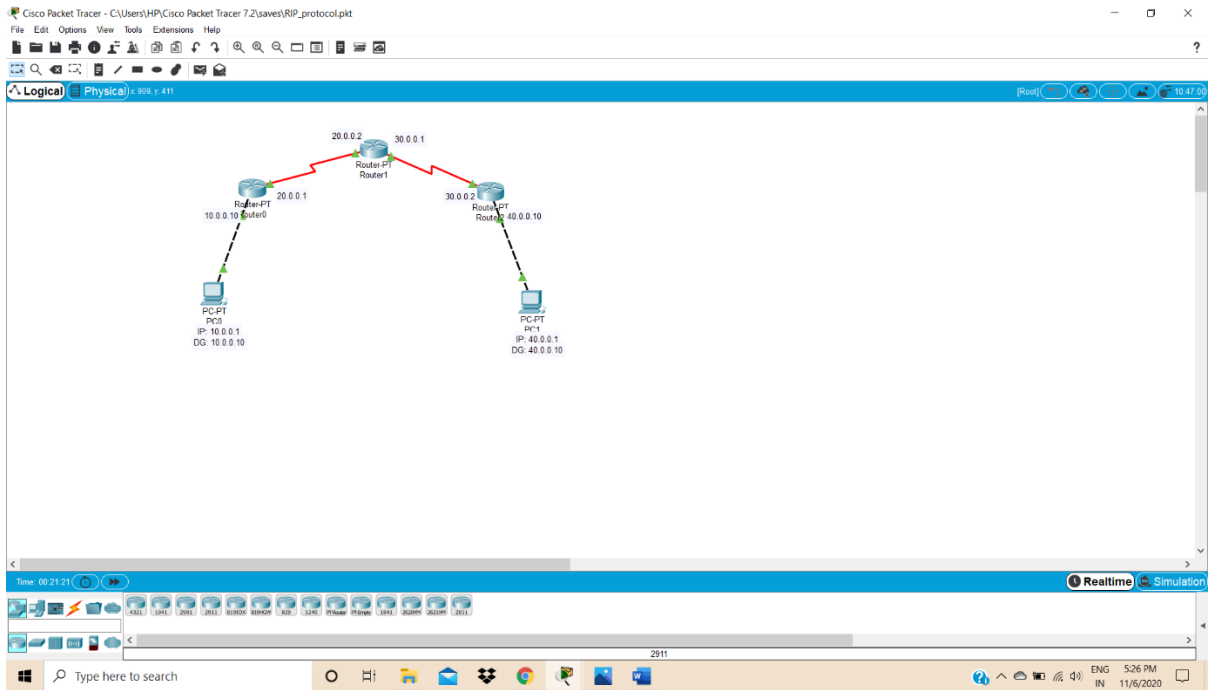 Cisco Packet Tracer - C:\Users\HP\Cisco Packet Tracer 7.2\saves\RIP_protocol.pkt
File Edit Options View Tools Extensions Help
?
Logical Physical x: 909, y: 411 [Root] 10:47:00
20.0.0.2 30.0.0.1
Router-PT
Router1
20.0.0.1 30.0.0.2
Router-PT Router-PT
10.0.0.10 Router0 Router2 40.0.0.10
PC-PT
PC0
IP: 10.0.0.1
DG: 10.0.0.10
PC-PT
PC1
IP: 40.0.0.1
DG: 40.0.0.10
Time: 00:21:21 Realtime Simulation
4321 1941 2901 2911 819IOX 819HGW 829 1240 PT-Router PT-Empty 1841 2620XM 2621XM 2811
2911
Type here to search
ENG 5:26 PM
IN 11/6/2020